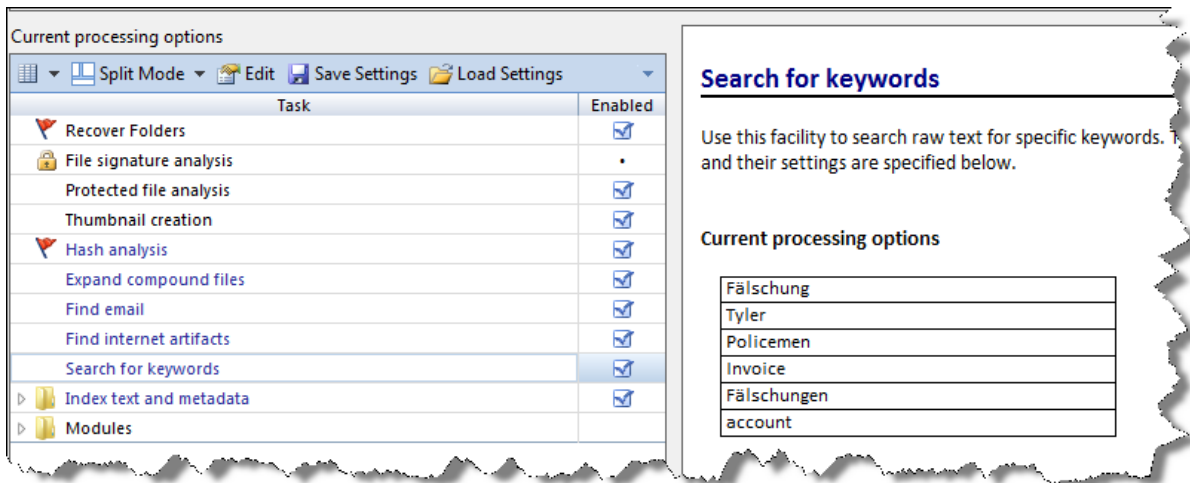 Current processing options
Split Mode Edit Save Settings Load Settings
Task Enabled
Recover Folders
File signature analysis
Protected file analysis
Thumbnail creation
Hash analysis
Expand compound files
Find email
Find internet artifacts
Search for keywords
Index text and metadata
Modules
Search for keywords
Use this facility to search raw text for specific keywords.
and their settings are specified below.
Current processing options
Fälschung
Tyler
Policemen
Invoice
Fälschungen
account